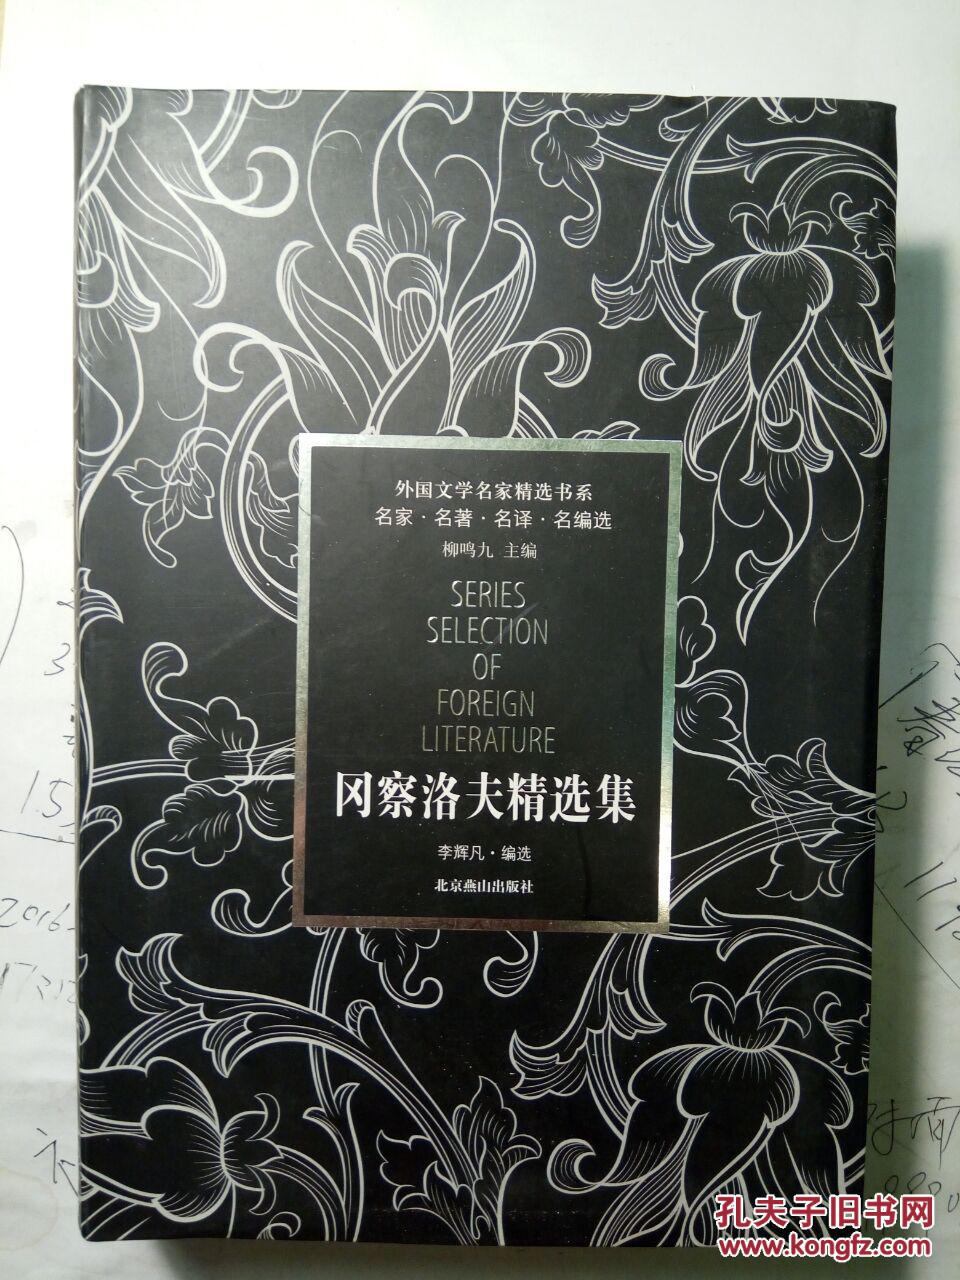 外国文学名家精选书系
名家·名著·名译·名编选
柳鸣九 主编
SERIES
SELECTION
OF
FOREIGN
LITERATURE
冈察洛夫精选集
李辉凡·编选
北京燕山出版社
3
15
2016
孔夫子旧书网
www.kongfz.com